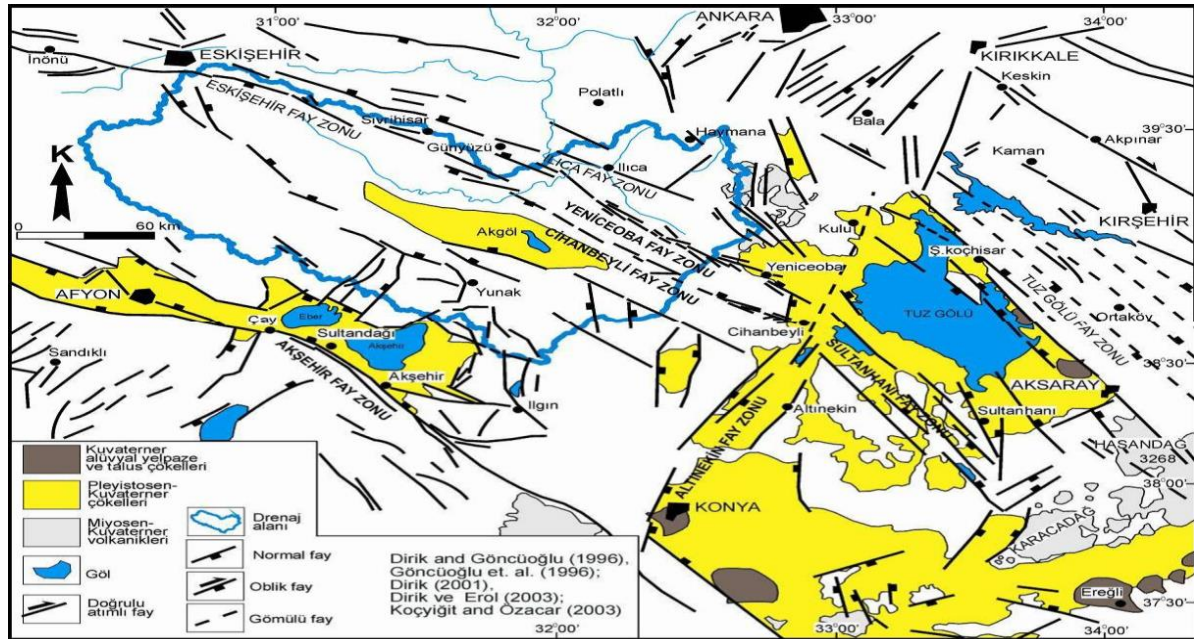 31°00'
32°00'
ANKARA
33°00'
34°00'
İnönü
ESKİŞEHİR
KIRIKKALE
Keskin
ESKİŞEHİR FAY ZONU
Polatlı
Bala
Sivrihisar
Haymana
39°30'
Akpınar
Günyüzü
ILICA FAY ZONU
Ilıca
Kaman
K
KIRŞEHİR
0 60 km
YENİCEOBA FAY ZONU
Kulu
Akgöl
CİHANBEYLİ FAY ZONU
Ş.koçhisar
Yeniceoba
TUZ GÖLÜ FAY ZONU
AFYON
Yunak
Çay
Eber
TUZ GÖLÜ
Ortaköy
Sultandağı
Cihanbeyli
Akşehir
Sandıklı
AKŞEHİR FAY ZONU
Akşehir
SULTANHANI FAY ZONU
38°30'
AKSARAY
Ilgın
Altınekin
Sultanhanı
ALTINEKİN FAY ZONU
HAŞANDAG
3268
38°00'
KONYA
KARACADAĞ
Ereğli
37°30'
32°00'
33°00'
34°00'
Kuvaterner
alüvyal yelpaze
ve talus çökelleri
Pleyistosen-
Kuvaterner
çökelleri
Miyosen-
Kuvaterner
volkanikleri
Göl
Doğrulu
atımlı fay
Drenaj
alanı
Normal fay
Oblik fay
Gömülü fay
Dirik and Göncüoğlu (1996),
Göncüoğlu et. al. (1996);
Dirik (2001),
Dirik ve Erol (2003);
Koçyiğit and Özacar (2003)